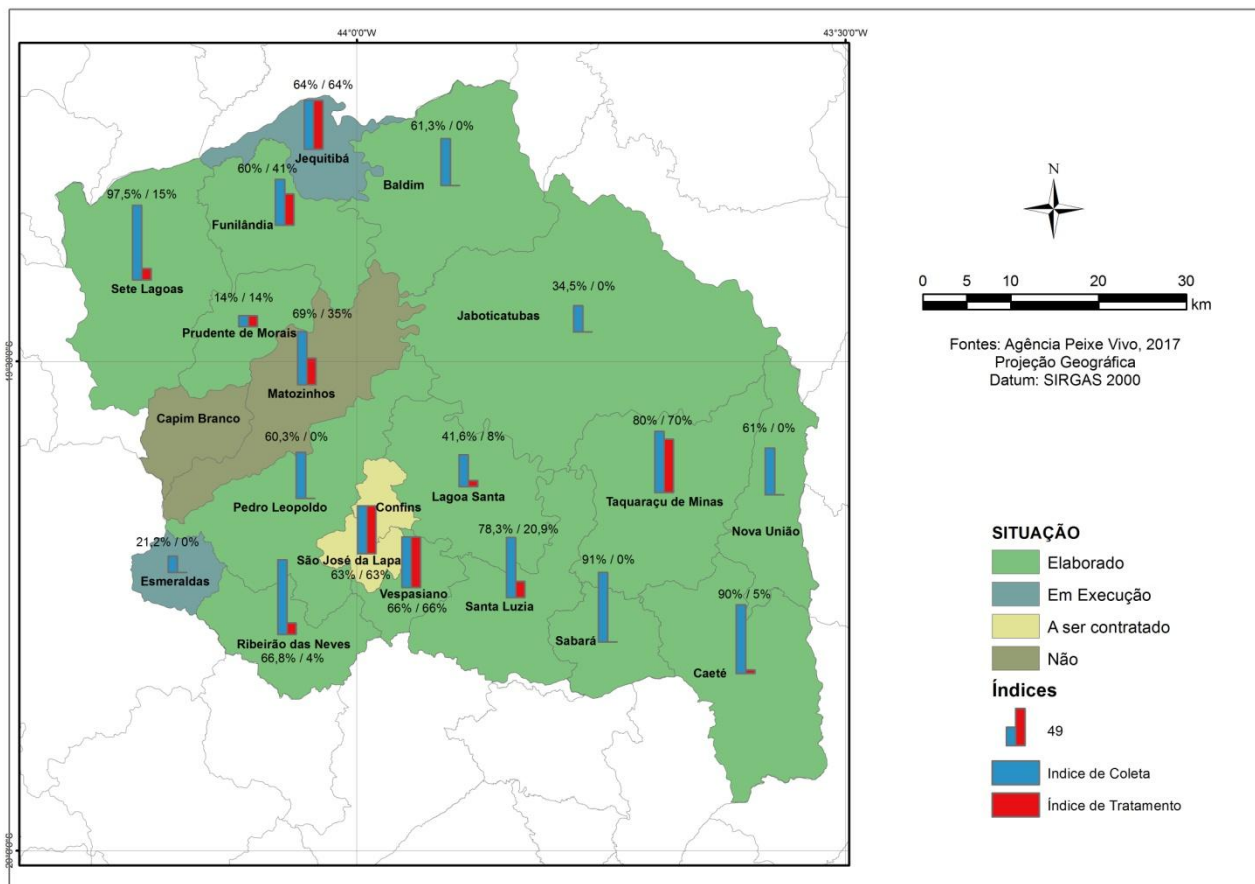 44°0'0"W
43°30'0"W
64% / 64%
Jequitibá
61,3% / 0%
Baldim
60% / 41%
Funilândia
97,5% / 15%
Sete Lagoas
14% / 14%
Prudente de Morais
69% / 35%
Matozinhos
34,5% / 0%
Jaboticatubas
19°30'0"S
Capim Branco
60,3% / 0%
Pedro Leopoldo
41,6% / 8%
Lagoa Santa
80% / 70%
Taquaraçu de Minas
61% / 0%
Nova União
Confins
São José da Lapa
63% / 63%
21,2% / 0%
Esmeraldas
Vespasiano
66% / 66%
78,3% / 20,9%
Santa Luzia
91% / 0%
Sabará
90% / 5%
Caeté
Ribeirão das Neves
66,8% / 4%
20°0'0"S
N
0 5 10 20 30
km
Fontes: Agência Peixe Vivo, 2017
Projeção Geográfica
Datum: SIRGAS 2000
SITUAÇÃO
Elaborado
Em Execução
A ser contratado
Não
Índices
49
Indice de Coleta
Índice de Tratamento